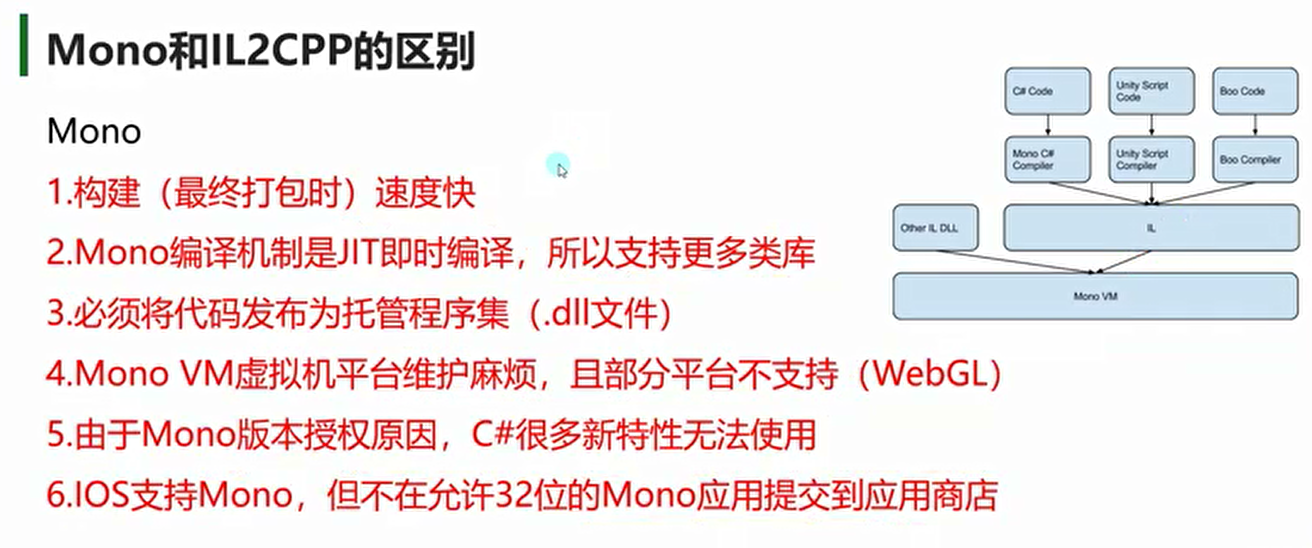 Mono和IL2CPP的区别
Mono
1.构建（最终打包时）速度快
2.Mono编译机制是JIT即时编译，所以支持更多类库
3.必须将代码发布为托管程序集（.dll文件）
4.Mono VM虚拟机平台维护麻烦，且部分平台不支持（WebGL）
5.由于Mono版本授权原因，C#很多新特性无法使用
6.IOS支持Mono，但不在允许32位的Mono应用提交到应用商店
C# Code
Unity Script
Code
Boo Code
Mono C#
Compiler
Unity Script
Compiler
Boo Compiler
Other IL DLL
IL
Mono VM